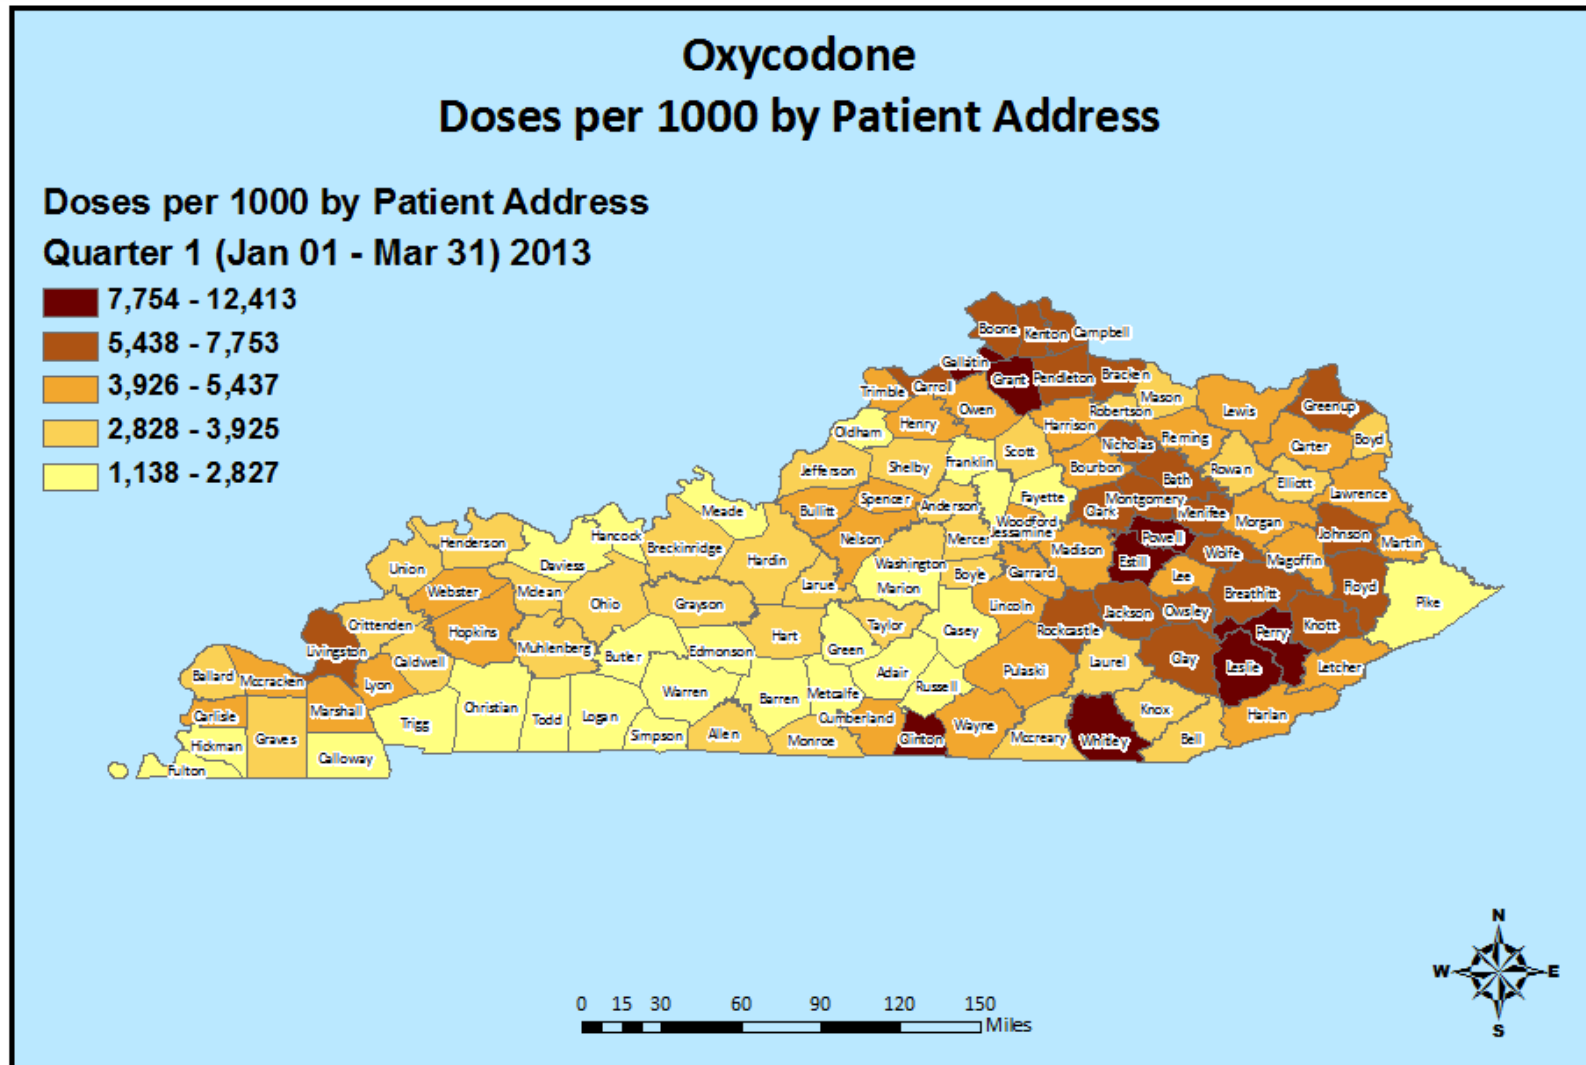 Oxycodone
Doses per 1000 by Patient Address
Doses per 1000 by Patient Address
Quarter 1 (Jan 01 - Mar 31) 2013
7,754 - 12,413
5,438 - 7,753
3,926 - 5,437
2,828 - 3,925
1,138 - 2,827
Boone
Kenton
Campbell
Gallatin
Grant
Pendleton
Bracken
Trimble
Carroll
Owen
Mason
Robertson
Lewis
Greenup
Oldham
Henry
Harrison
Nicholas
Fleming
Carter
Boyd
Jefferson
Shelby
Franklin
Scott
Bourbon
Bath
Rowan
Elliott
Lawrence
Meade
Bullitt
Spencer
Anderson
Woodford
Fayette
Clark
Montgomery
Menifee
Morgan
Johnson
Martin
Hancock
Breckinridge
Nelson
Mercer
Jessamine
Madison
Powell
Estill
Wolfe
Magoffin
Henderson
Daviess
Hardin
Washington
Union
Webster
Mclean
Ohio
Grayson
Larue
Marion
Boyle
Garrard
Lee
Breathitt
Floyd
Pike
Crittenden
Hopkins
Muhlenberg
Butler
Edmonson
Hart
Green
Taylor
Casey
Lincoln
Rockcastle
Jackson
Owsley
Perry
Knott
Livingston
Caldwell
Ballard
Mccracken
Lyon
Warren
Barren
Metcalfe
Adair
Russell
Pulaski
Laurel
Clay
Leslie
Letcher
Carlisle
Marshall
Trigg
Christian
Todd
Logan
Simpson
Allen
Monroe
Cumberland
Clinton
Wayne
Mccreary
Whitley
Knox
Bell
Harlan
Hickman
Graves
Fulton
Calloway
N
W E
S
0 15 30 60 90 120 150
Miles